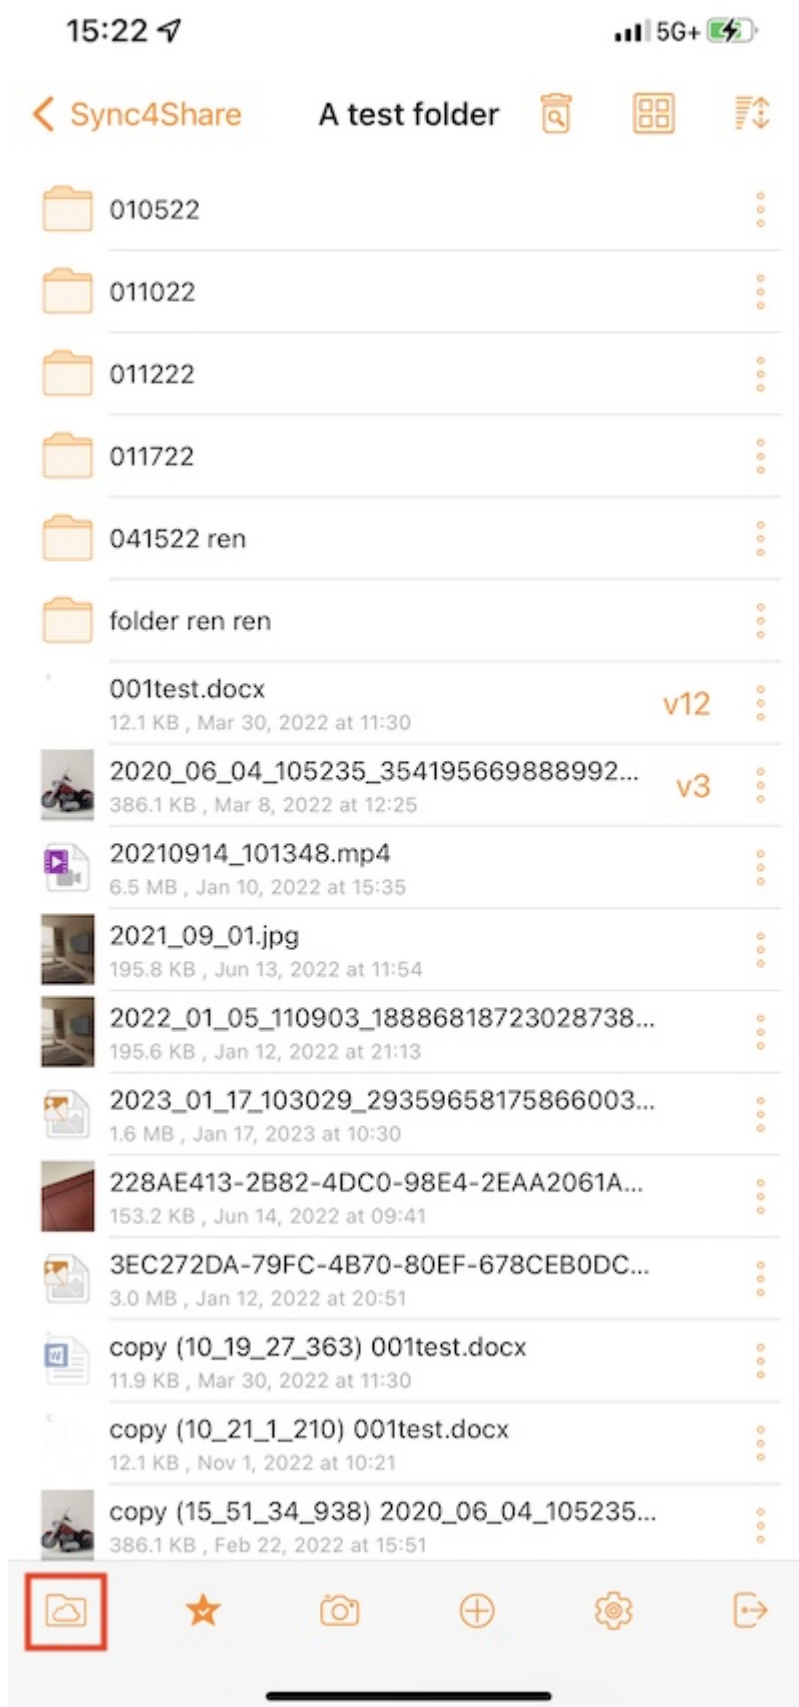 15:22
5G+
Sync4Share
A test folder
010522
011022
011222
011722
041522 ren
folder ren ren
001test.docx
v12
12.1 KB , Mar 30, 2022 at 11:30
2020_06_04_105235_354195669888992...
v3
386.1 KB , Mar 8, 2022 at 12:25
20210914_101348.mp4
6.5 MB , Jan 10, 2022 at 15:35
2021_09_01.jpg
195.8 KB , Jun 13, 2022 at 11:54
2022_01_05_110903_18886818723028738...
195.6 KB , Jan 12, 2022 at 21:13
2023_01_17_103029_29359658175866003...
1.6 MB , Jan 17, 2023 at 10:30
228AE413-2B82-4DC0-98E4-2EAA2061A...
153.2 KB , Jun 14, 2022 at 09:41
3EC272DA-79FC-4B70-80EF-678CEB0DC...
3.0 MB , Jan 12, 2022 at 20:51
copy (10_19_27_363) 001test.docx
11.9 KB , Mar 30, 2022 at 11:30
copy (10_21_1_210) 001test.docx
12.1 KB , Nov 1, 2022 at 10:21
copy (15_51_34_938) 2020_06_04_105235...
386.1 KB , Feb 22, 2022 at 15:51